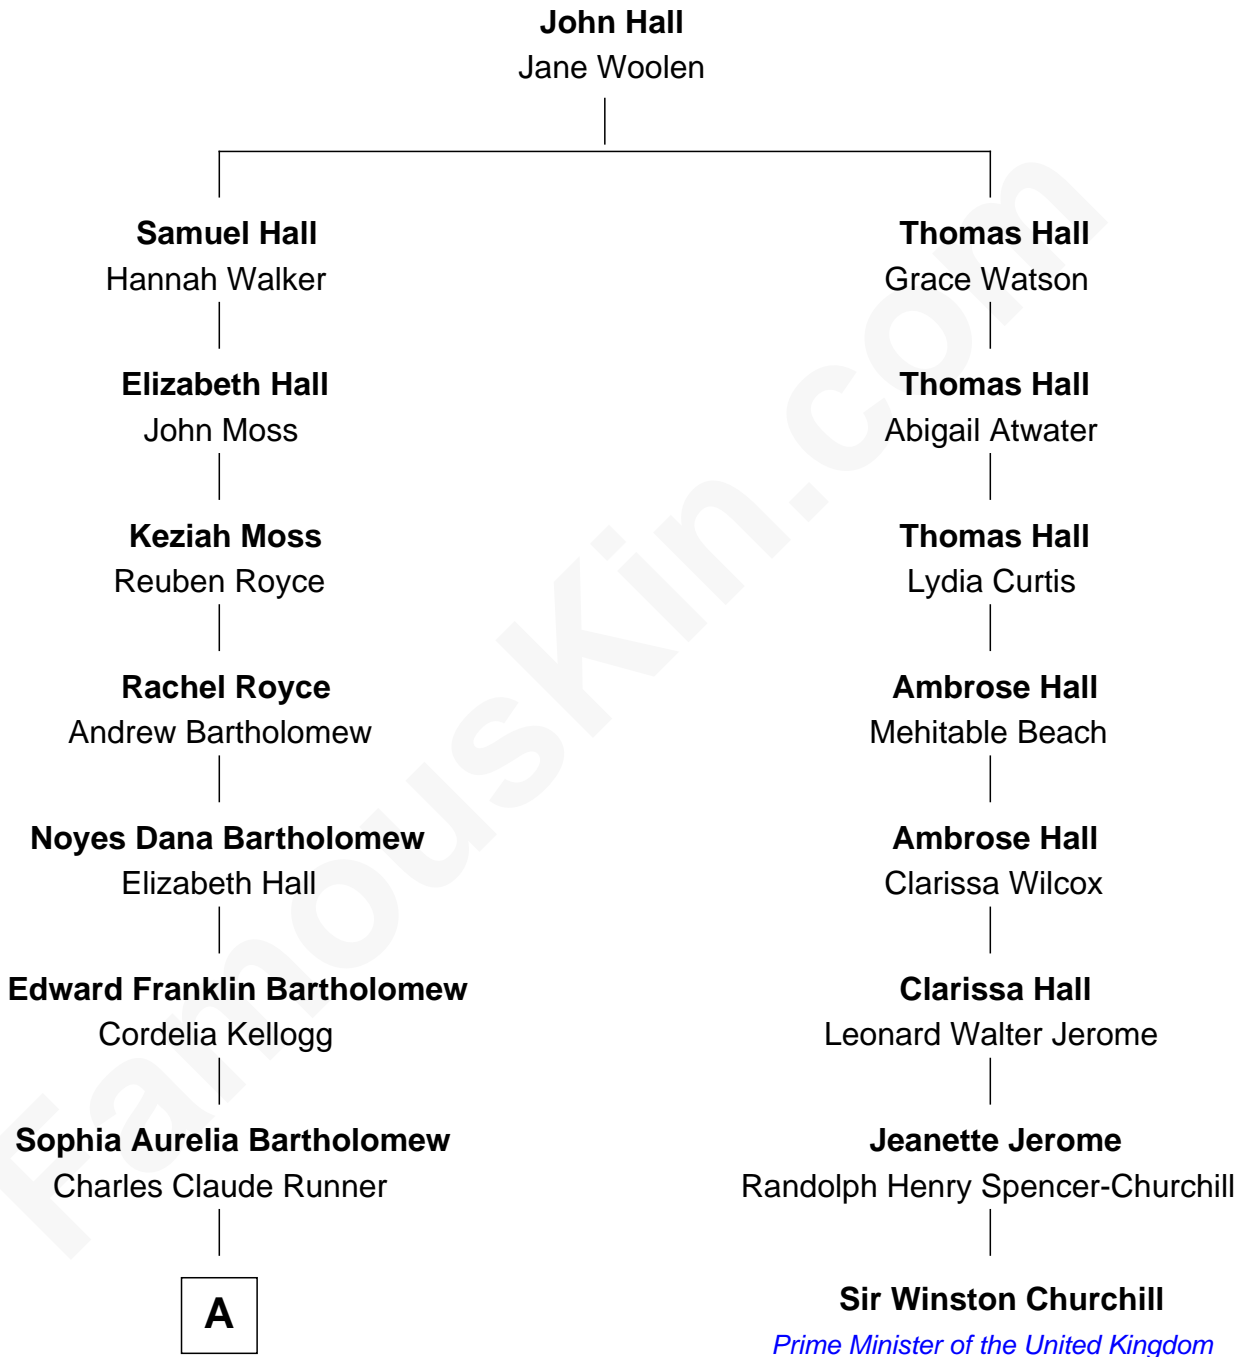 John Hall
Jane Woolen
Samuel Hall
Hannah Walker
Thomas Hall
Grace Watson
Elizabeth Hall
John Moss
Thomas Hall
Abigail Atwater
Keziah Moss
Reuben Royce
Thomas Hall
Lydia Curtis
Rachel Royce
Andrew Bartholomew
Ambrose Hall
Mehitable Beach
Noyes Dana Bartholomew
Elizabeth Hall
Ambrose Hall
Clarissa Wilcox
Edward Franklin Bartholomew
Cordelia Kellogg
Clarissa Hall
Leonard Walter Jerome
Sophia Aurelia Bartholomew
Charles Claude Runner
Jeanette Jerome
Randolph Henry Spencer-Churchill
A
Sir Winston Churchill
Prime Minister of the United Kingdom
FamousKin.com